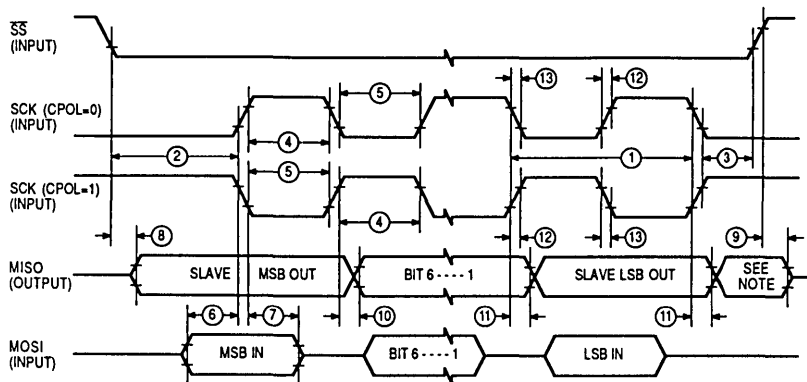 SS
(INPUT)
13
12
5
SCK (CPOL=0)
(INPUT)
4
2
1
3
5
SCK (CPOL=1)
(INPUT)
4
8
12
13
9
MISO
(OUTPUT)
SLAVE MSB OUT
BIT 6 - - - - 1
SLAVE LSB OUT
SEE
NOTE
6
7
10
11
11
MOSI
(INPUT)
MSB IN
BIT 6 - - - - 1
LSB IN